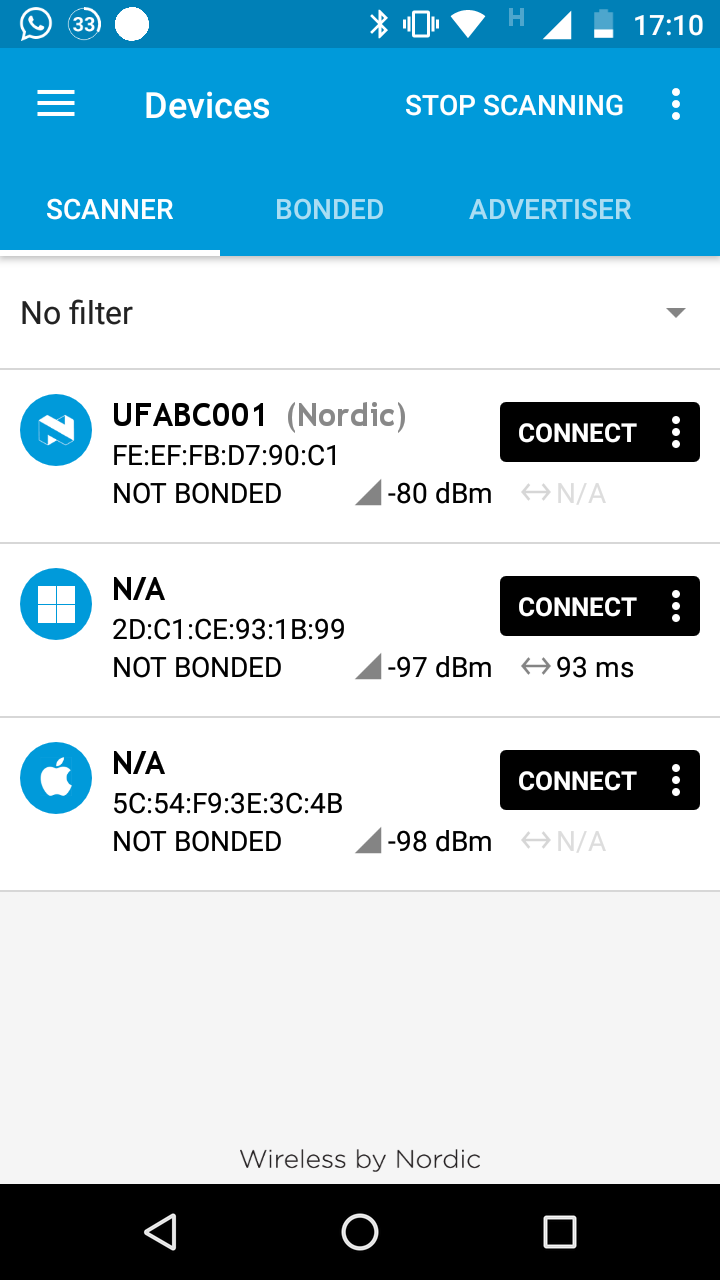 33 H 17:10
Devices STOP SCANNING
SCANNER BONDED ADVERTISER
No filter
UFABC001 (Nordic) CONNECT
FE:EF:FB:D7:90:C1
NOT BONDED -80 dBm N/A
N/A CONNECT
2D:C1:CE:93:1B:99
NOT BONDED -97 dBm 93 ms
N/A CONNECT
5C:54:F9:3E:3C:4B
NOT BONDED -98 dBm N/A
Wireless by Nordic